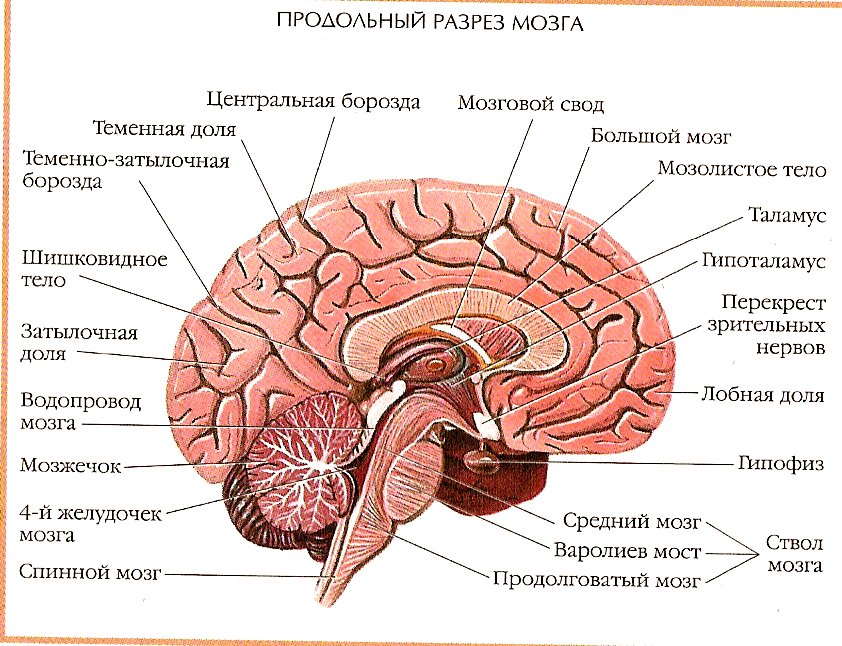 ПРОДОЛЬНЫЙ РАЗРЕЗ МОЗГА
Центральная борозда
Мозговой свод
Теменная доля
Большой мозг
Теменно-затылочная
борозда
Мозолистое тело
Таламус
Шишковидное
тело
Гипоталамус
Перекрест
зрительных
нервов
Затылочная
доля
Лобная доля
Водопровод
мозга
Мозжечок
Гипофиз
4-й желудочек
мозга
Средний мозг
Варолиев мост
Ствол
мозга
Спинной мозг
Продолговатый мозг